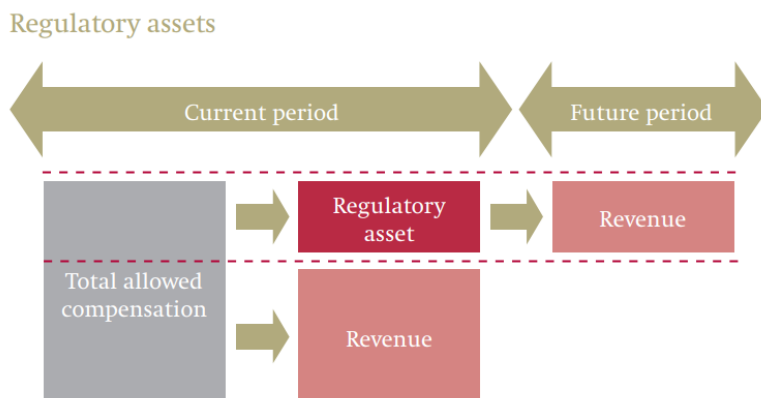 Regulatory assets
Current period
Future period
Regulatory
asset
Revenue
Total allowed
compensation
Revenue